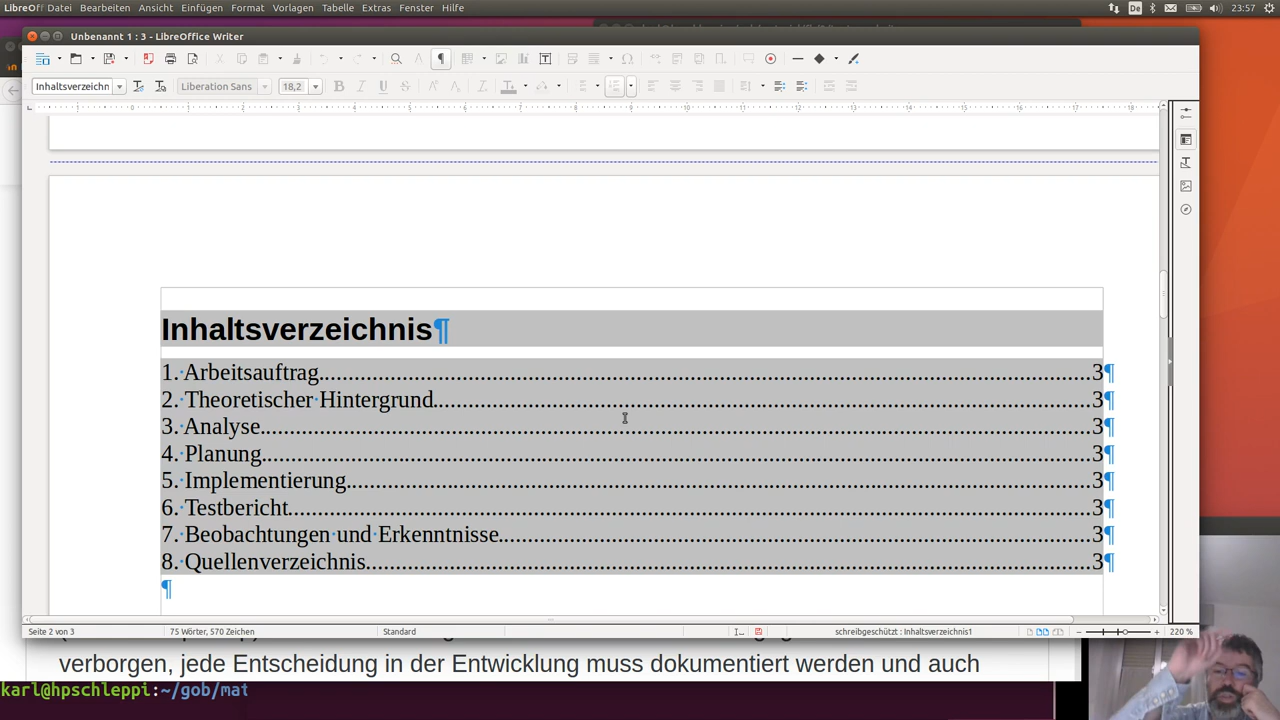 LibreOff Datei Bearbeiten Ansicht Einfügen Format Vorlagen Tabelle Extras Fenster Hilfe De 23:57
Unbenannt 1 : 3 - LibreOffice Writer
Inhaltsverzeichn Liberation Sans 18,2
Inhaltsverzeichnis¶
1. Arbeitsauftrag 3¶
2. Theoretischer Hintergrund 3¶
3. Analyse 3¶
4. Planung 3¶
5. Implementierung 3¶
6. Testbericht 3¶
7. Beobachtungen und Erkenntnisse 3¶
8. Quellenverzeichnis 3¶
¶
Seite 2 von 3 75 Wörter, 570 Zeichen Standard schreibgeschützt : Inhaltsverzeichnis1 220 %
verborgen, jede Entscheidung in der Entwicklung muss dokumentiert werden und auch
karl@hpschleppi:~/gob/mat